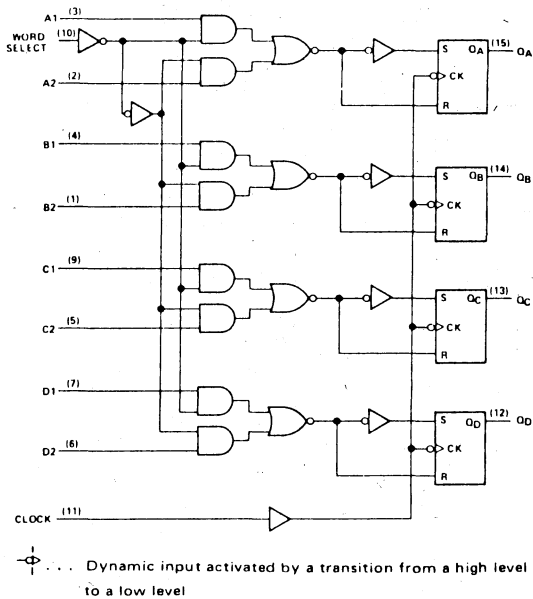 A1 (3)
WORD SELECT (10)
A2 (2)
S QA (15) QA
CK
R
B1 (4)
B2 (1)
S QB (14) QB
CK
R
C1 (9)
C2 (5)
S QC (13) QC
CK
R
D1 (7)
D2 (6)
S QD (12) QD
CK
R
CLOCK (11)
... Dynamic input activated by a transition from a high level
to a low level